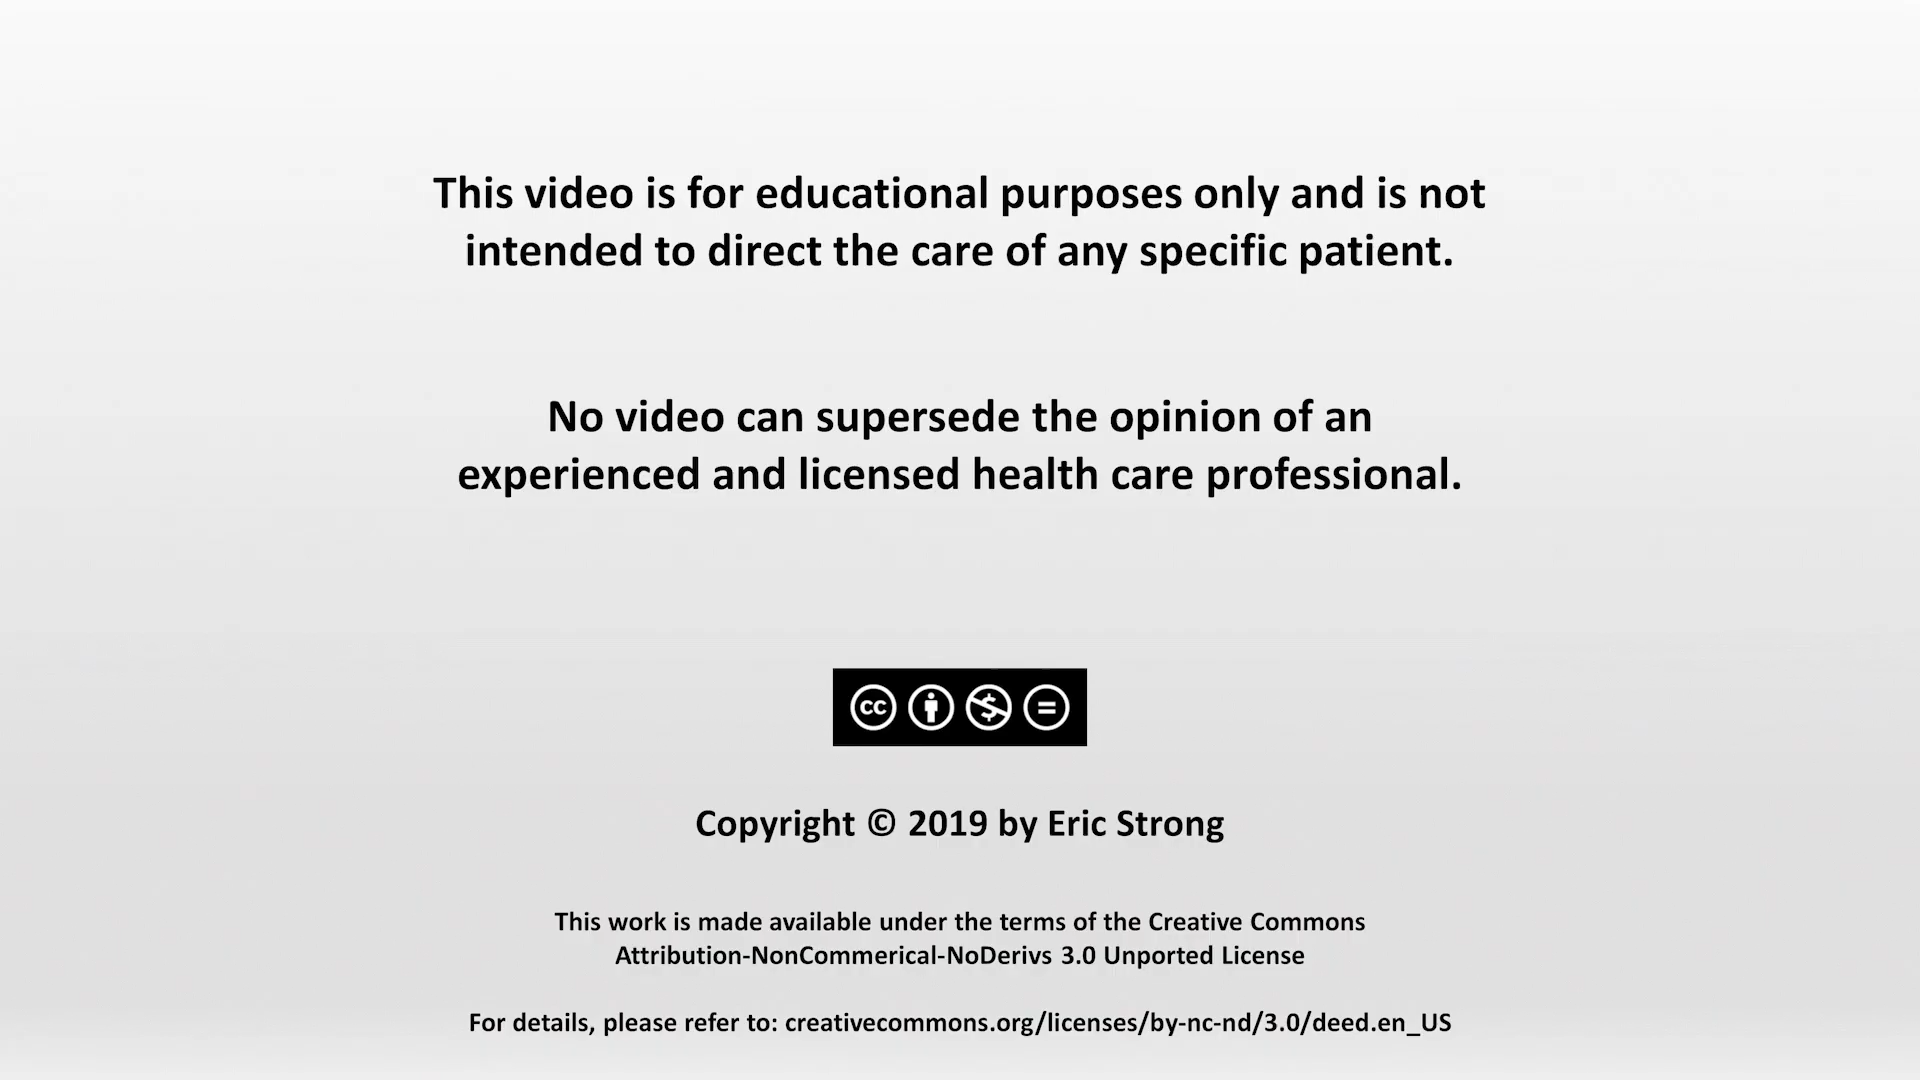 This video is for educational purposes only and is not
intended to direct the care of any specific patient.
No video can supersede the opinion of an
experienced and licensed health care professional.
cc $ =
Copyright © 2019 by Eric Strong
This work is made available under the terms of the Creative Commons
Attribution-NonCommerical-NoDerivs 3.0 Unported License
For details, please refer to: creativecommons.org/licenses/by-nc-nd/3.0/deed.en_US